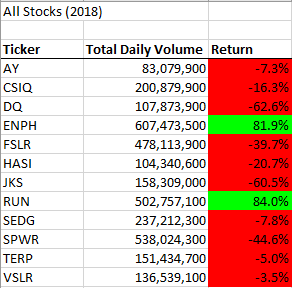 All Stocks (2018)
Ticker Total Daily Volume Return
AY 83,079,900 -7.3%
CSIQ 200,879,900 -16.3%
DQ 107,873,900 -62.6%
ENPH 607,473,500 81.9%
FSLR 478,113,900 -39.7%
HASI 104,340,600 -20.7%
JKS 158,309,000 -60.5%
RUN 502,757,100 84.0%
SEDG 237,212,300 -7.8%
SPWR 538,024,300 -44.6%
TERP 151,434,700 -5.0%
VSLR 136,539,100 -3.5%